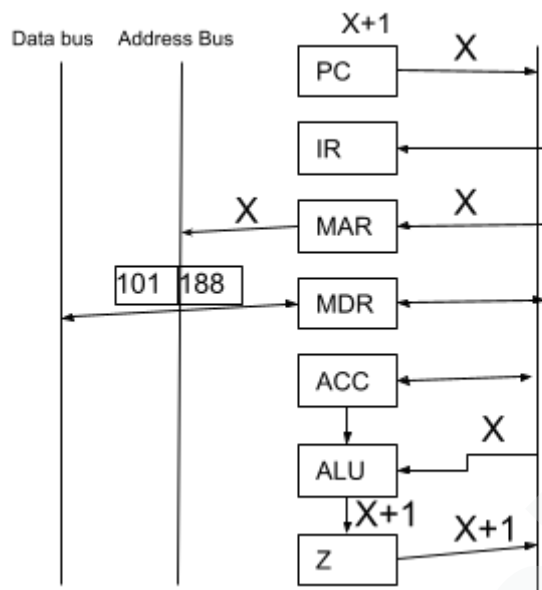 Data bus Address Bus X+1
X
PC
IR
X X
MAR
101 188
MDR
ACC
X
ALU
X+1 X+1
Z